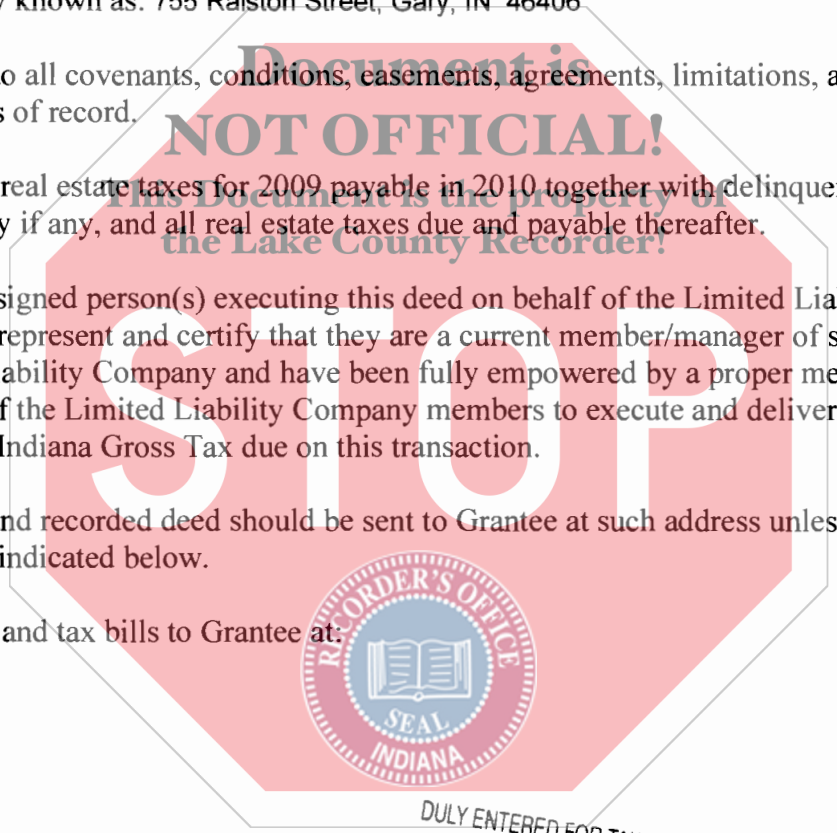 known as: 755 Ralston Street, Gary, IN 46406
o all covenants, conditions, easements, agreements, limitations, a
s of record.
real estate taxes for 2009 payable in 2010 together with delinque
y if any, and all real estate taxes due and payable thereafter.
signed person(s) executing this deed on behalf of the Limited Lia
represent and certify that they are a current member/manager of s
ability Company and have been fully empowered by a proper me
f the Limited Liability Company members to execute and deliver
Indiana Gross Tax due on this transaction.
nd recorded deed should be sent to Grantee at such address unles
indicated below.
and tax bills to Grantee at:
Document is
NOT OFFICIAL!
This Document is the property of
the Lake County Recorder!
STOP
RECORDER'S OFFICE
SEAL
INDIANA
DULY ENTERED FOR TA